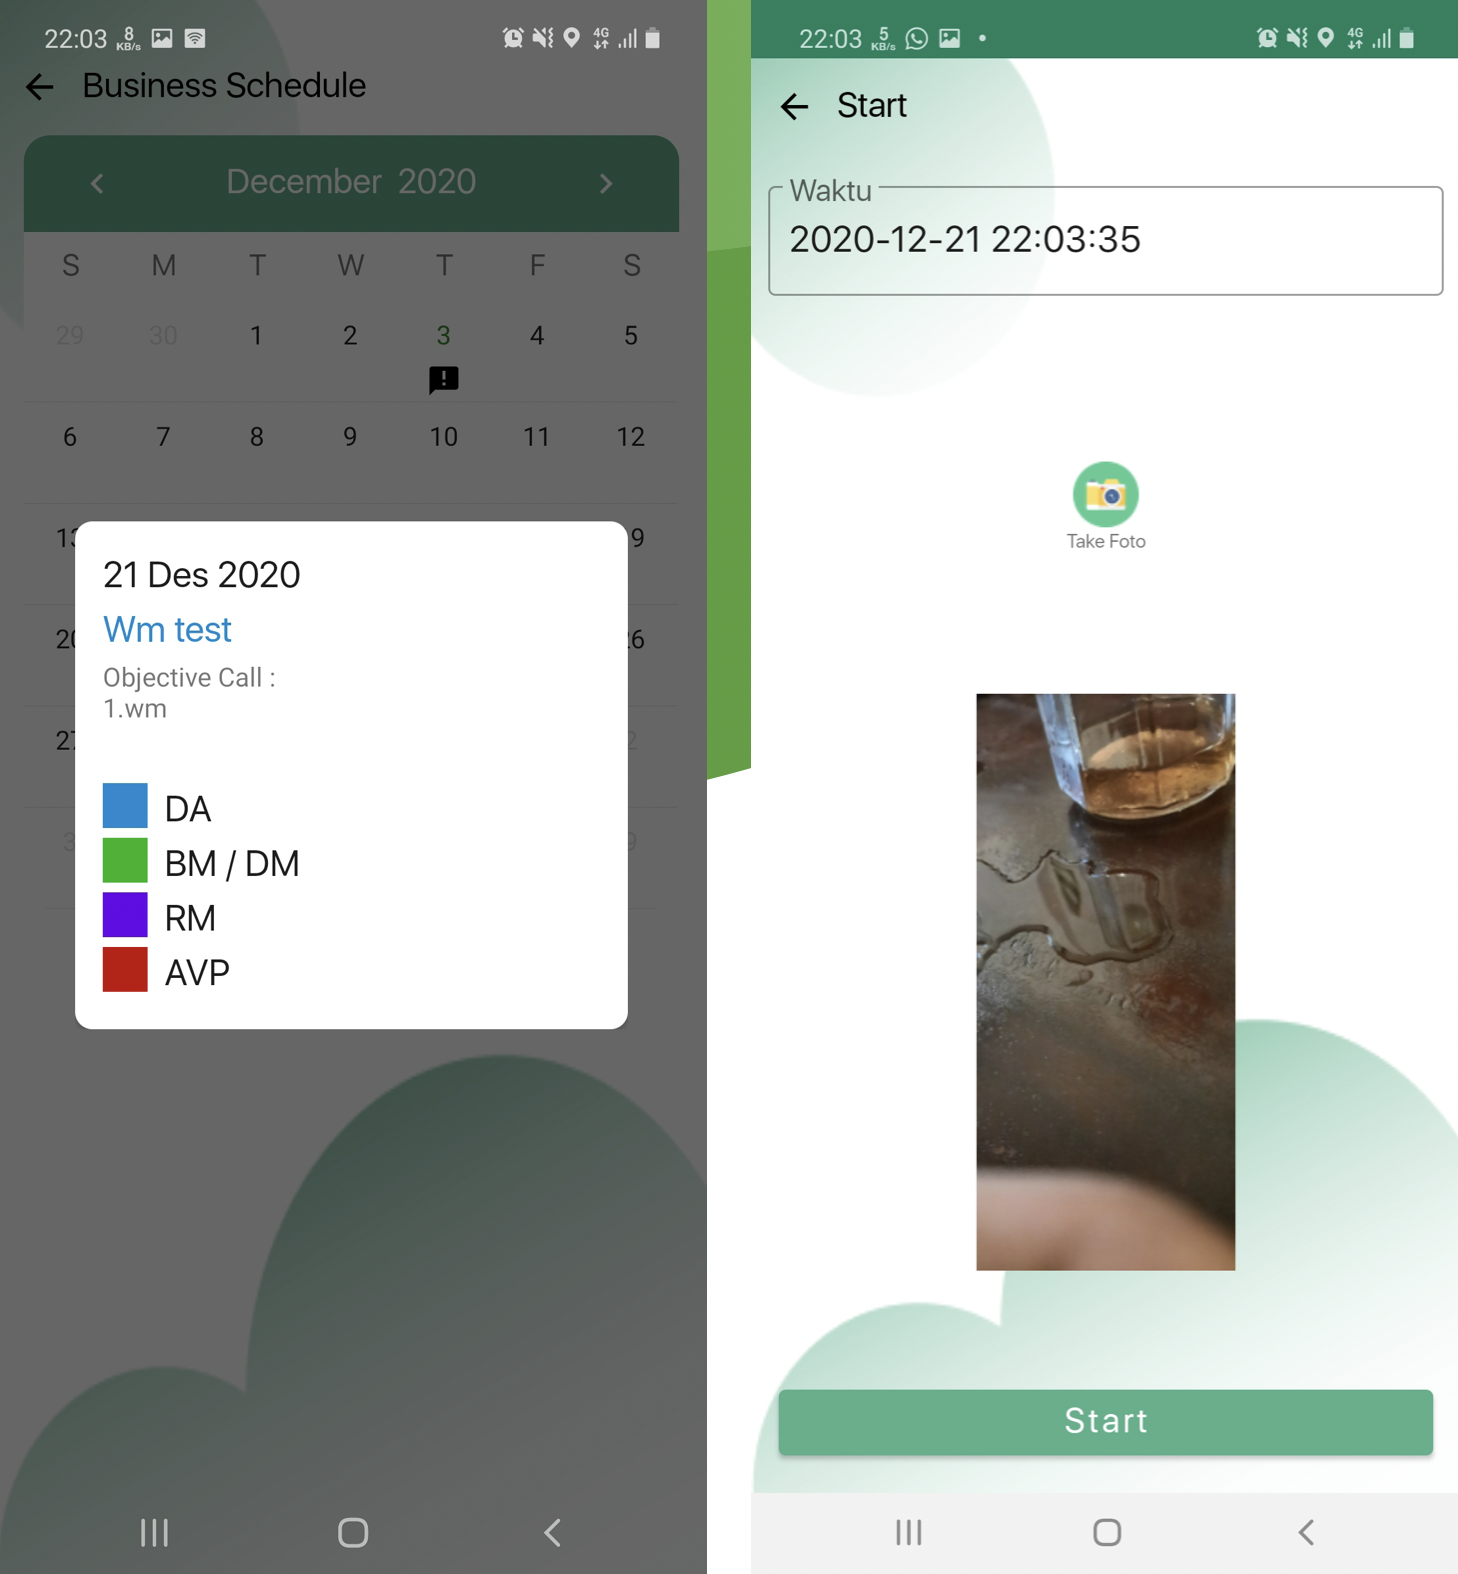 22:03 8 KB/s 4G
Business Schedule
December 2020
S M T W T F S
29 30 1 2 3 4 5
6 7 8 9 10 11 12
13 9
20 26
27 2
3 9
21 Des 2020
Wm test
Objective Call :
1.wm
DA
BM / DM
RM
AVP
22:03 5 KB/s 4G
Start
Waktu
2020-12-21 22:03:35
Take Foto
Start